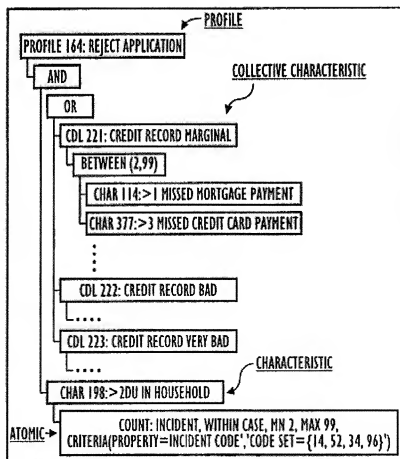 PROFILE
PROFILE 164: REJECT APPLICATION
AND
COLLECTIVE CHARACTERISTIC
OR
CDL 221: CREDIT RECORD MARGINAL
BETWEEN (2,99)
CHAR 114:>1 MISSED MORTGAGE PAYMENT
CHAR 377:>3 MISSED CREDIT CARD PAYMENT
CDL 222: CREDIT RECORD BAD
CDL 223: CREDIT RECORD VERY BAD
CHARACTERISTIC
CHAR 198:>2DU IN HOUSEHOLD
ATOMIC
COUNT: INCIDENT, WITHIN CASE, MN 2, MAX 99,
CRITERIA(PROPERTY=INCIDENT CODE','CODE SET={14, 52, 34, 96}')